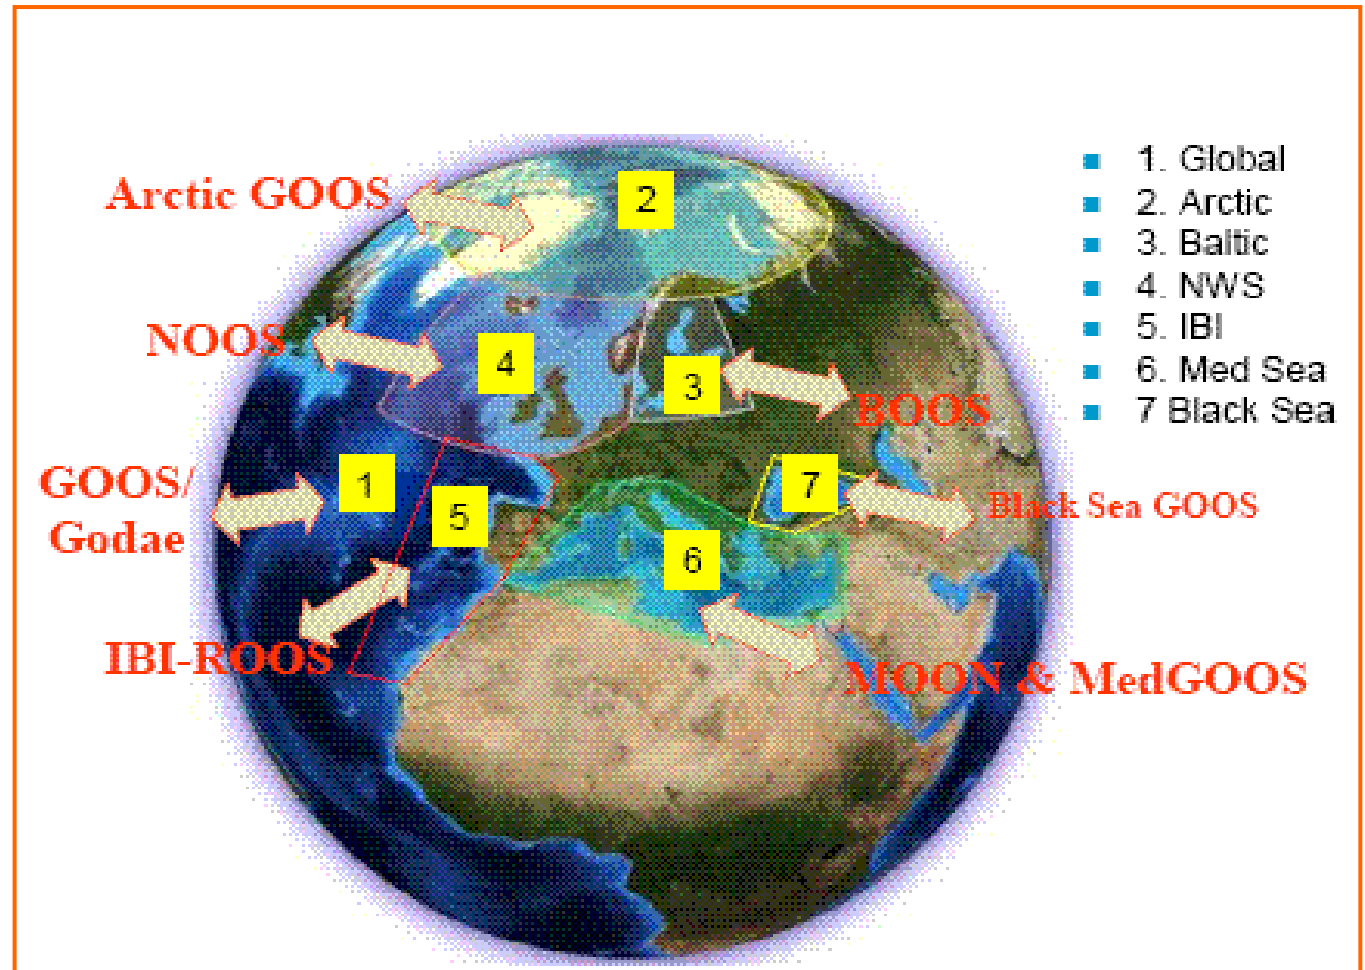 1. Global
2. Arctic
3. Baltic
4. NWS
5. IBI
6. Med Sea
7 Black Sea
Arctic GOOS
2
NOOS
4
3
BOOS
GOOS/
Godae
1
5
7
Black Sea GOOS
6
IBI-ROOS
MOON & MedGOOS